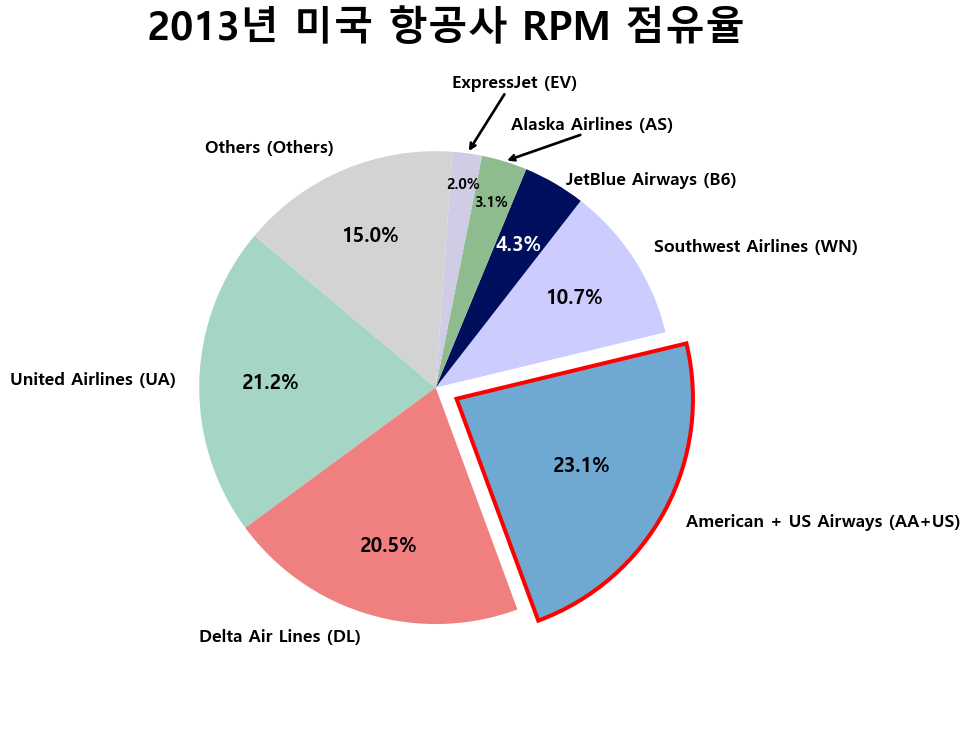 2013년 미국 항공사 RPM 점유율
ExpressJet (EV)
Alaska Airlines (AS)
Others (Others)
JetBlue Airways (B6)
2.0%
3.1%
15.0%
4.3%
Southwest Airlines (WN)
10.7%
United Airlines (UA)
21.2%
23.1%
American + US Airways (AA+US)
20.5%
Delta Air Lines (DL)